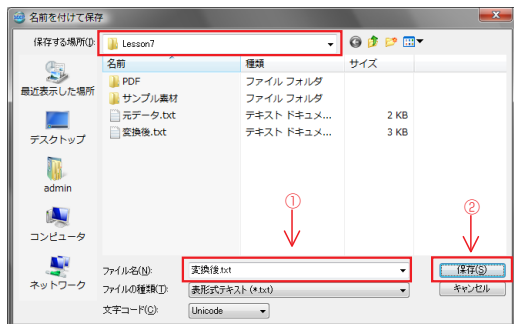 名前を付けて保存
保存する場所(I): Lesson7
名前 種類 サイズ
PDF ファイル フォルダ
サンプル素材 ファイル フォルダ
元データ.txt テキスト ドキュメ... 2 KB
変換後.txt テキスト ドキュメ... 3 KB
最近表示した場所
デスクトップ
admin
コンピュータ
ネットワーク
① ②
ファイル名(N): 変換後.txt 保存(S)
ファイルの種類(T): 表形式テキスト (*.txt) キャンセル
文字コード(C): Unicode